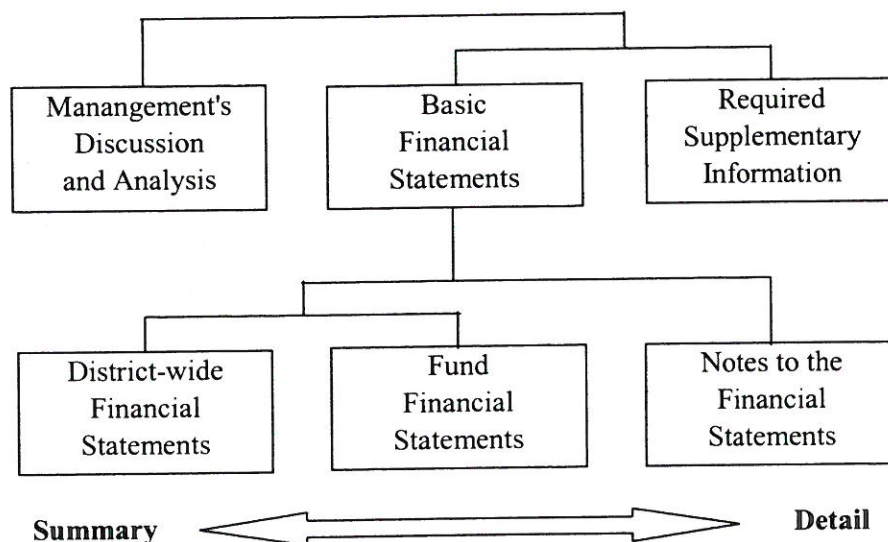 Manangement's
Discussion
and Analysis
Basic
Financial
Statements
Required
Supplementary
Information
District-wide
Financial
Statements
Fund
Financial
Statements
Notes to the
Financial
Statements
Summary
Detail